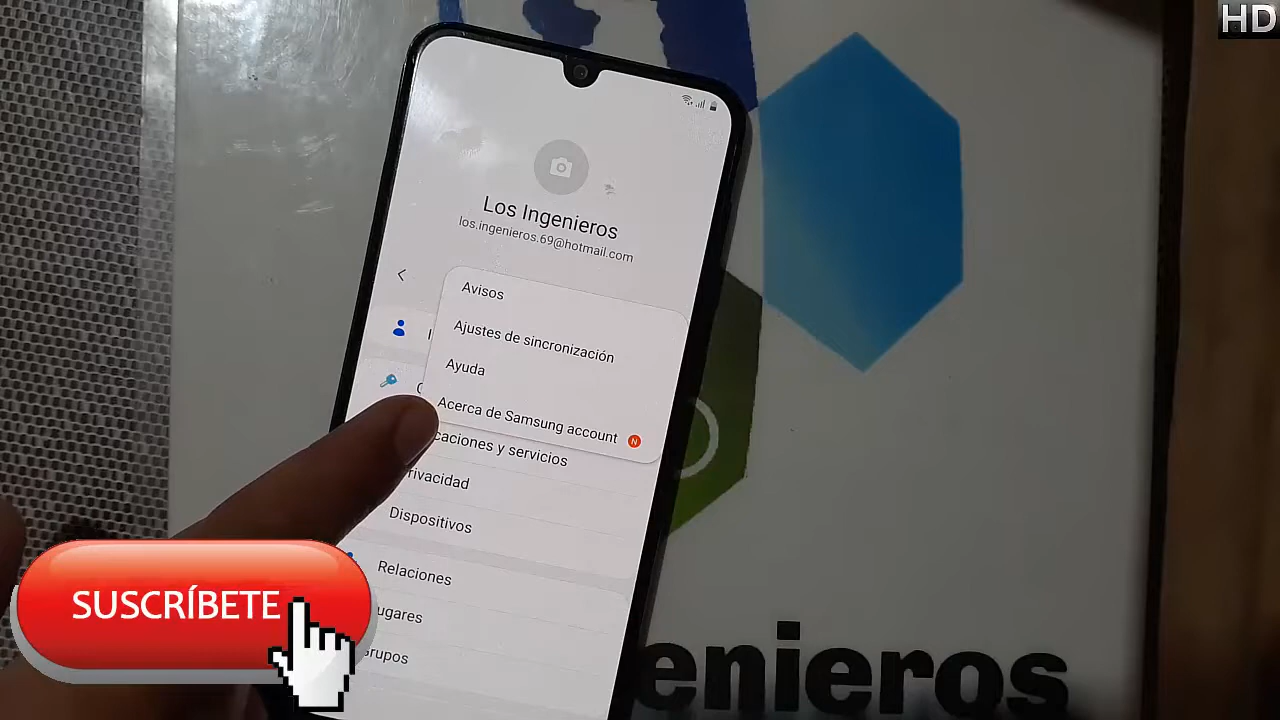 HD
Los Ingenieros
los.ingenieros.69@hotmail.com
Avisos
Ajustes de sincronización
Ayuda
Acerca de Samsung account N
caciones y servicios
rivacidad
Dispositivos
Relaciones
ugares
Grupos
SUSCRÍBETE
enieros